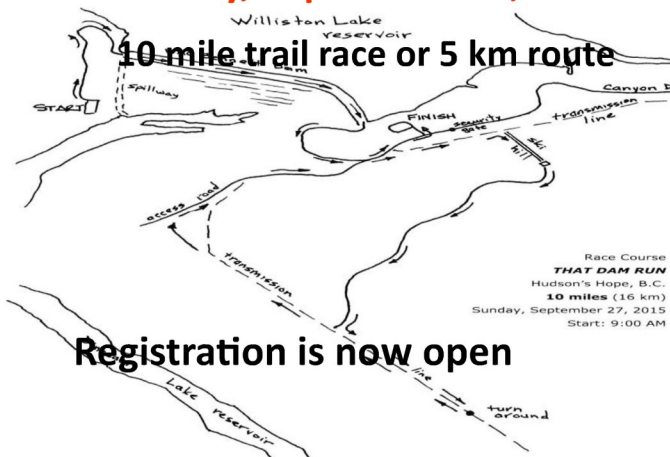 Williston Lake
reservoir
10 mile trail race or 5 km route
spillway
START
FINISH
security
gate
Canyon D
transmission
line
ski
hill
access road
transmission
line
Race Course
THAT DAM RUN
Hudson's Hope, B.C.
10 miles (16 km)
Sunday, September 27, 2015
Start: 9:00 AM
Registration is now open
Lake reservoir
turn
around